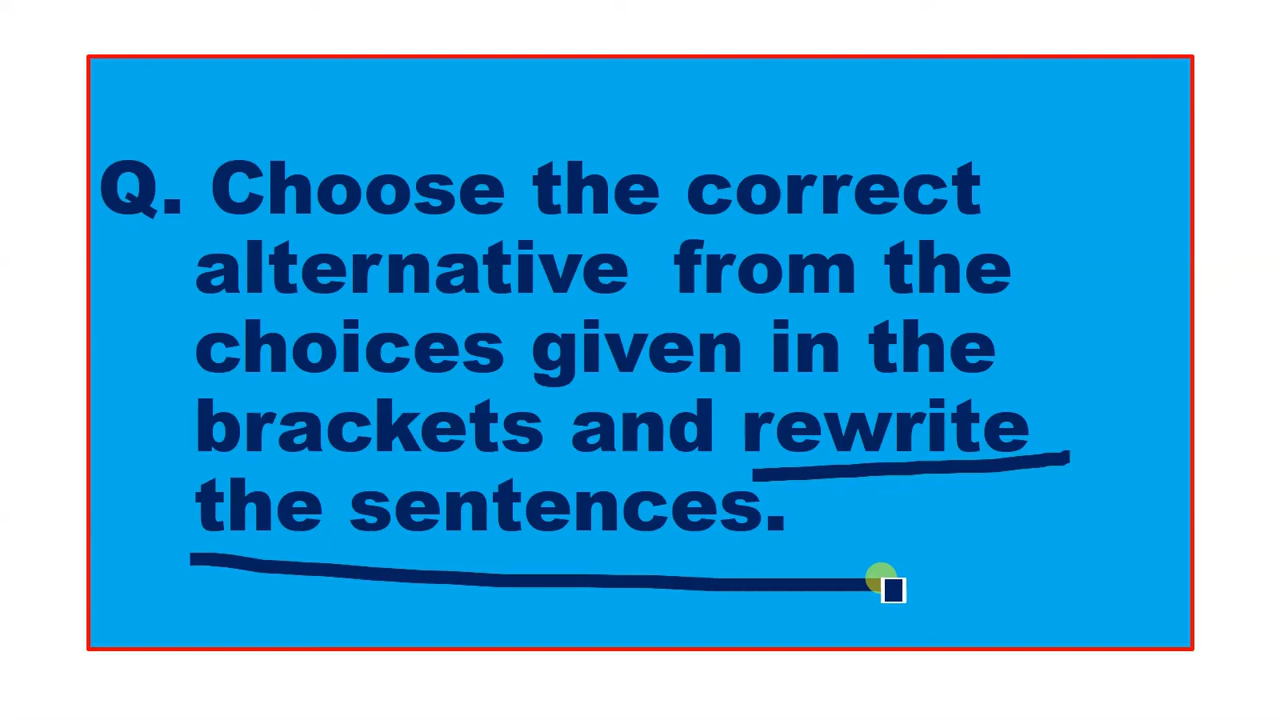 Q. Choose the correct
alternative from the
choices given in the
brackets and rewrite
the sentences.